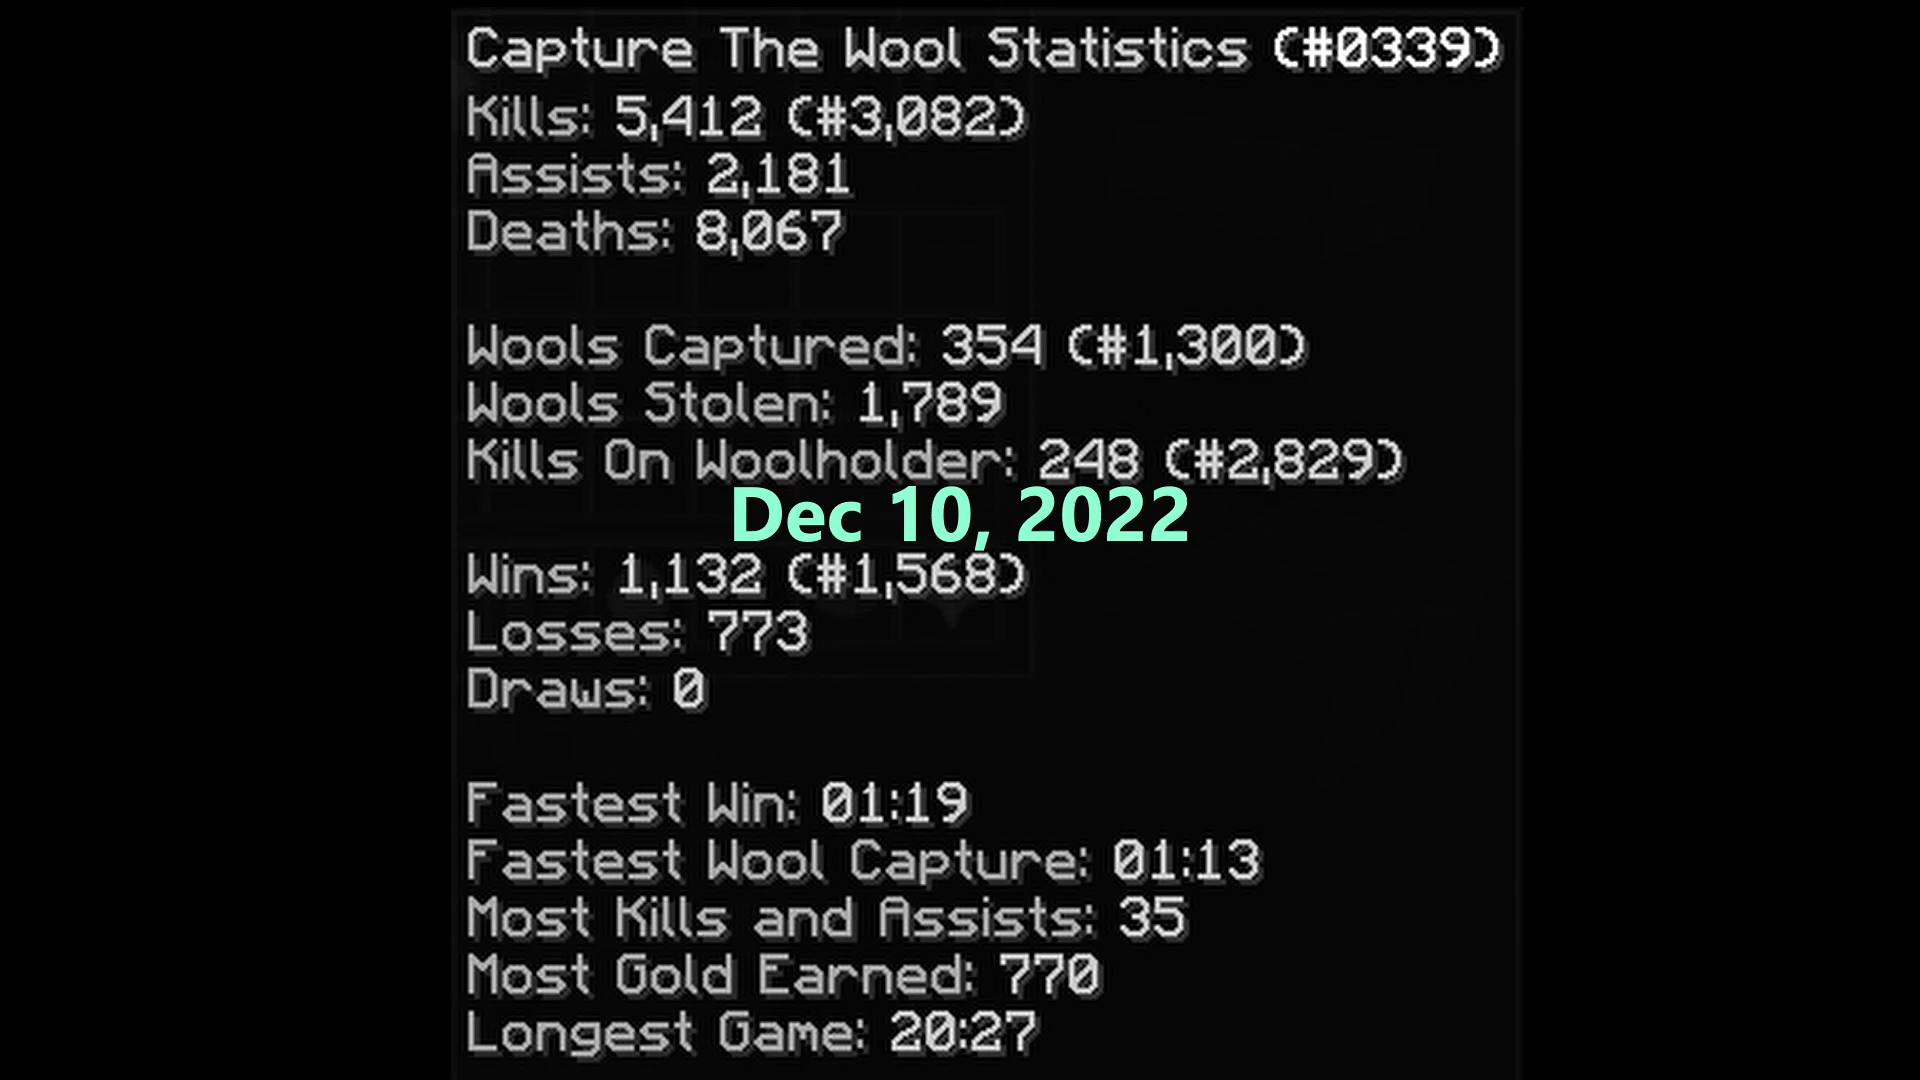 Capture The Wool Statistics (#0339)
Kills: 5,412 (#3,082)
Assists: 2,181
Deaths: 8,067
Wools Captured: 354 (#1,300)
Wools Stolen: 1,789
Kills On Woolholder: 248 (#2,829)
Dec 10, 2022
Wins: 1,132 (#1,568)
Losses: 773
Draws: 0
Fastest Win: 01:19
Fastest Wool Capture: 01:13
Most Kills and Assists: 35
Most Gold Earned: 770
Longest Game: 20:27